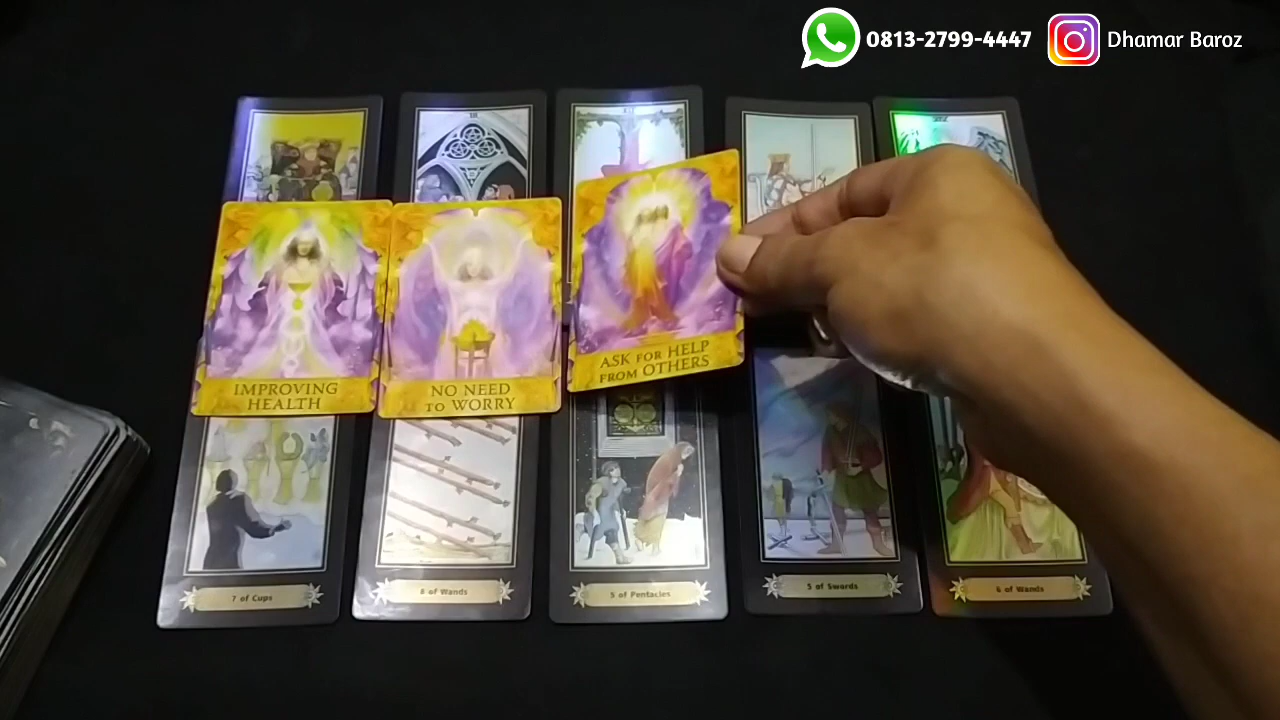 0813-2799-4447 Dhamar Baroz
IMPROVING
HEALTH
NO NEED
TO WORRY
ASK FOR HELP
FROM OTHERS
7 of Cups
8 of Wands
5 of Pentacles
5 of Swords
6 of Wands